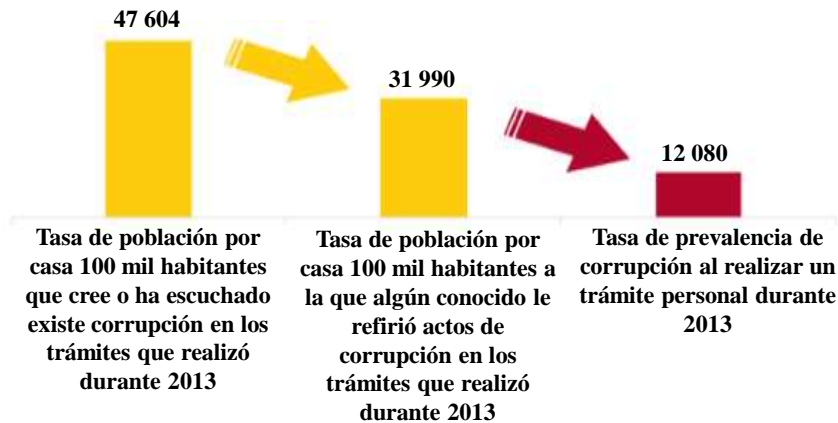 47 604
31 990
12 080
Tasa de población por
casa 100 mil habitantes
que cree o ha escuchado
existe corrupción en los
trámites que realizó
durante 2013
Tasa de población por
casa 100 mil habitantes a
la que algún conocido le
refirió actos de
corrupción en los
trámites que realizó
durante 2013
Tasa de prevalencia de
corrupción al realizar un
trámite personal durante
2013